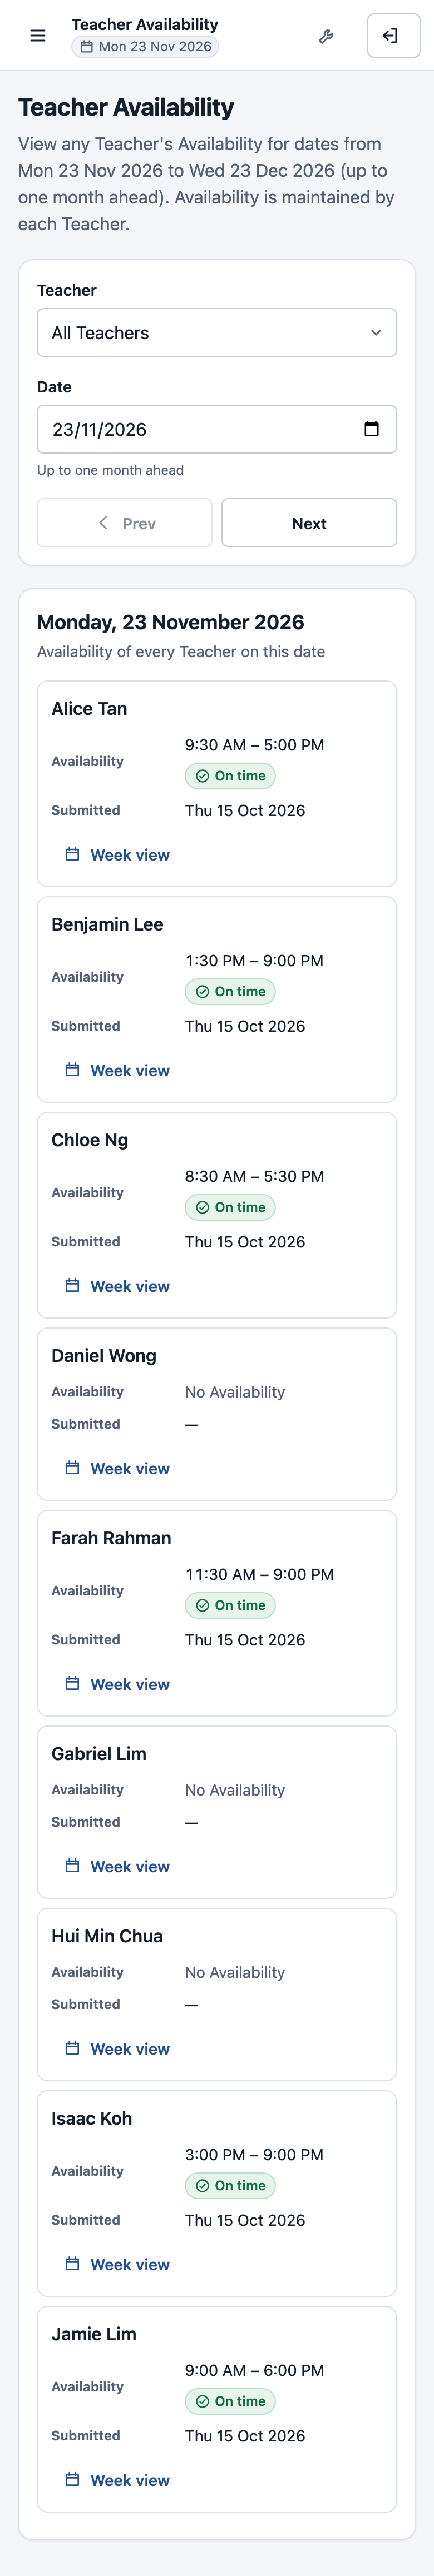 Teacher Availability
Mon 23 Nov 2026
Teacher Availability
View any Teacher's Availability for dates from
Mon 23 Nov 2026 to Wed 23 Dec 2026 (up to
one month ahead). Availability is maintained by
each Teacher.
Teacher
All Teachers
Date
23/11/2026
Up to one month ahead
Prev
Next
Monday, 23 November 2026
Availability of every Teacher on this date
Alice Tan
Availability
9:30 AM – 5:00 PM
On time
Submitted
Thu 15 Oct 2026
Week view
Benjamin Lee
Availability
1:30 PM – 9:00 PM
On time
Submitted
Thu 15 Oct 2026
Week view
Chloe Ng
Availability
8:30 AM – 5:30 PM
On time
Submitted
Thu 15 Oct 2026
Week view
Daniel Wong
Availability
No Availability
Submitted
—
Week view
Farah Rahman
Availability
11:30 AM – 9:00 PM
On time
Submitted
Thu 15 Oct 2026
Week view
Gabriel Lim
Availability
No Availability
Submitted
—
Week view
Hui Min Chua
Availability
No Availability
Submitted
—
Week view
Isaac Koh
Availability
3:00 PM – 9:00 PM
On time
Submitted
Thu 15 Oct 2026
Week view
Jamie Lim
Availability
9:00 AM – 6:00 PM
On time
Submitted
Thu 15 Oct 2026
Week view